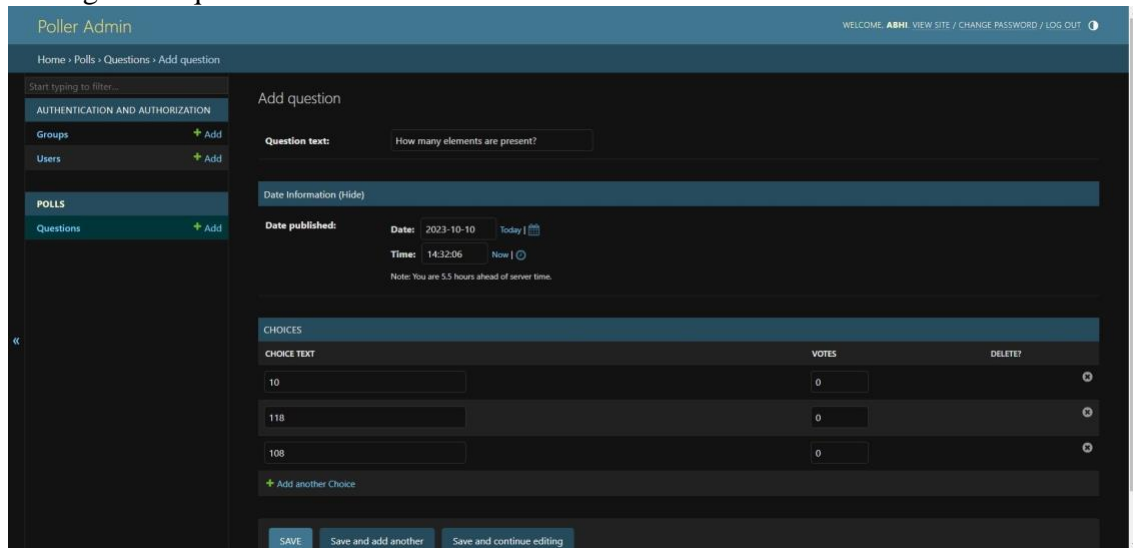 Poller Admin
WELCOME, ABHI. VIEW SITE / CHANGE PASSWORD / LOG OUT
Home › Polls › Questions › Add question
Start typing to filter...
AUTHENTICATION AND AUTHORIZATION
Groups + Add
Users + Add
POLLS
Questions + Add
«
Add question
Question text: How many elements are present?
Date Information (Hide)
Date published: Date: 2023-10-10 Today |
Time: 14:32:06 Now |
Note: You are 5.5 hours ahead of server time.
CHOICES
CHOICE TEXT VOTES DELETE?
10 0
118 0
108 0
+ Add another Choice
SAVE Save and add another Save and continue editing